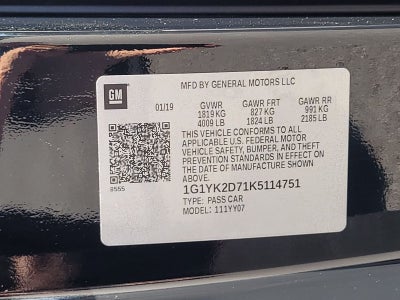 MFD BY GENERAL MOTORS LLC
GM
01/19 GVWR GAWR FRT GAWR RR
1819 KG 827 KG 991 KG
4009 LB 1824 LB 2185 LB
THIS VEHICLE CONFORMS TO ALL
APPLICABLE U.S. FEDERAL MOTOR
VEHICLE SAFETY, BUMPER, AND THEFT
PREVENTION STANDARDS IN EFFECT ON
THE DATE OF MANUFACTURE SHOWN
ABOVE.
8555
1G1YK2D71K5114751
TYPE: PASS CAR
MODEL: 111YY07